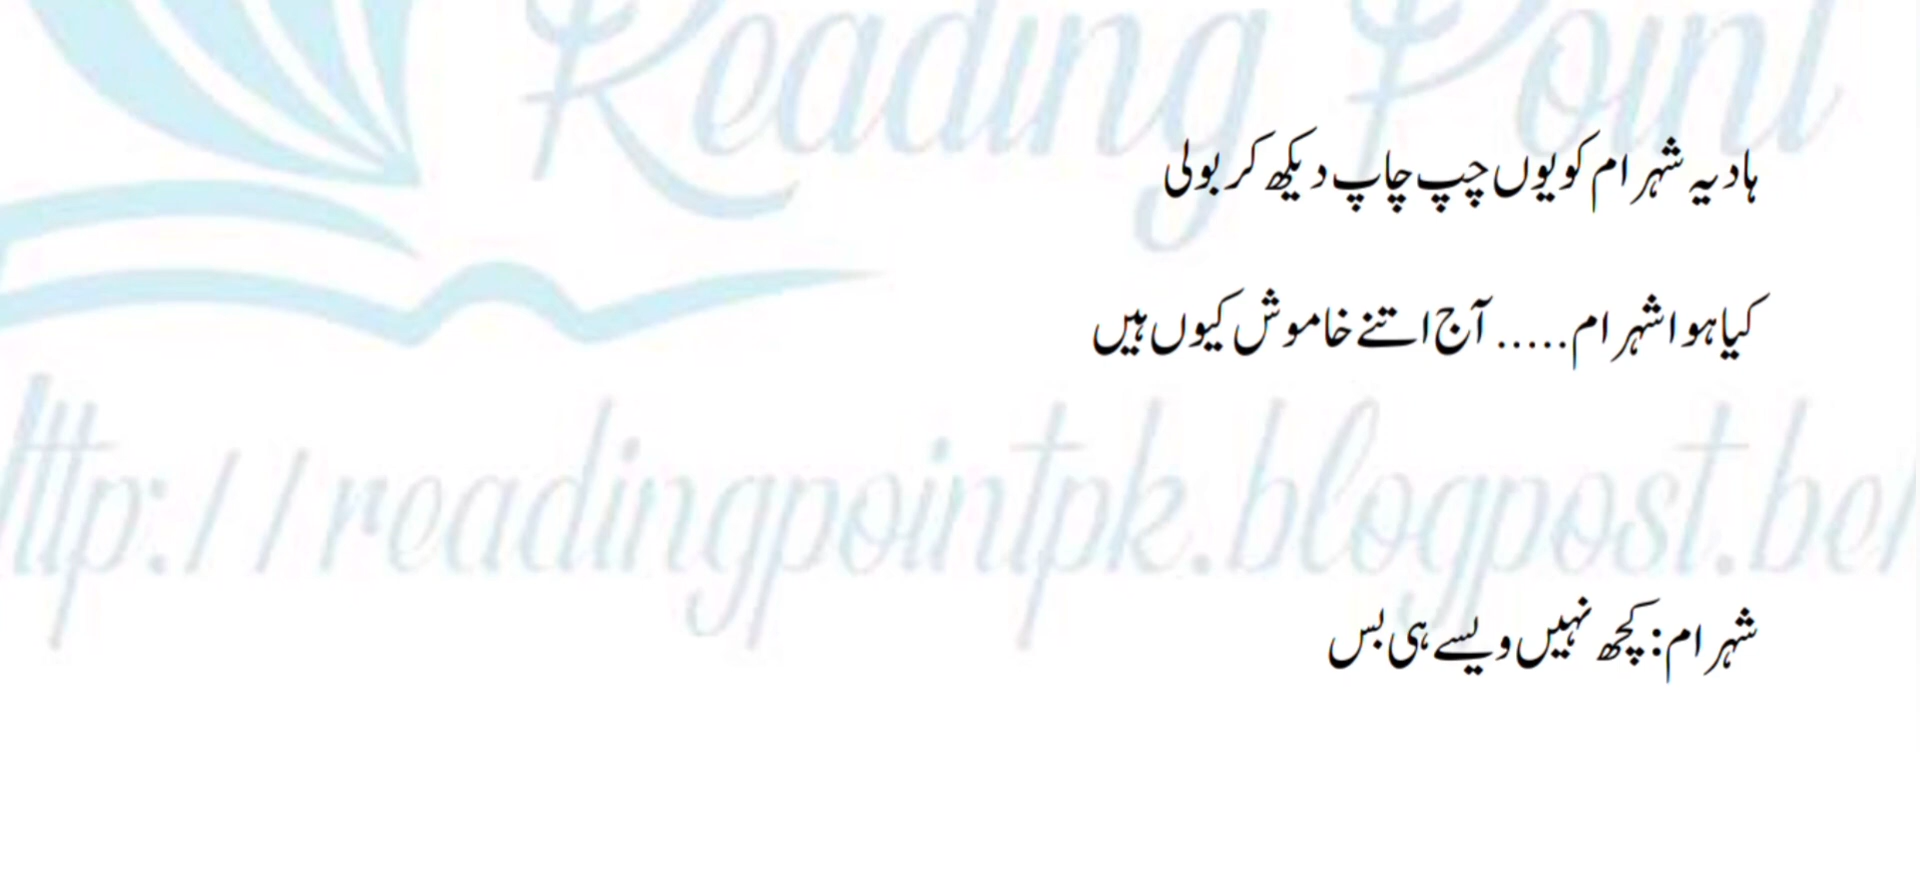 Reading Point
ہادیہ شہرام کو یوں چپ چاپ دیکھ کر بولی
کیا ہوا شہرام..... آج اتنے خاموش کیوں ہیں
http://readingpointpk.blogpost.be/
شہرام: کچھ نہیں ویسے ہی بس